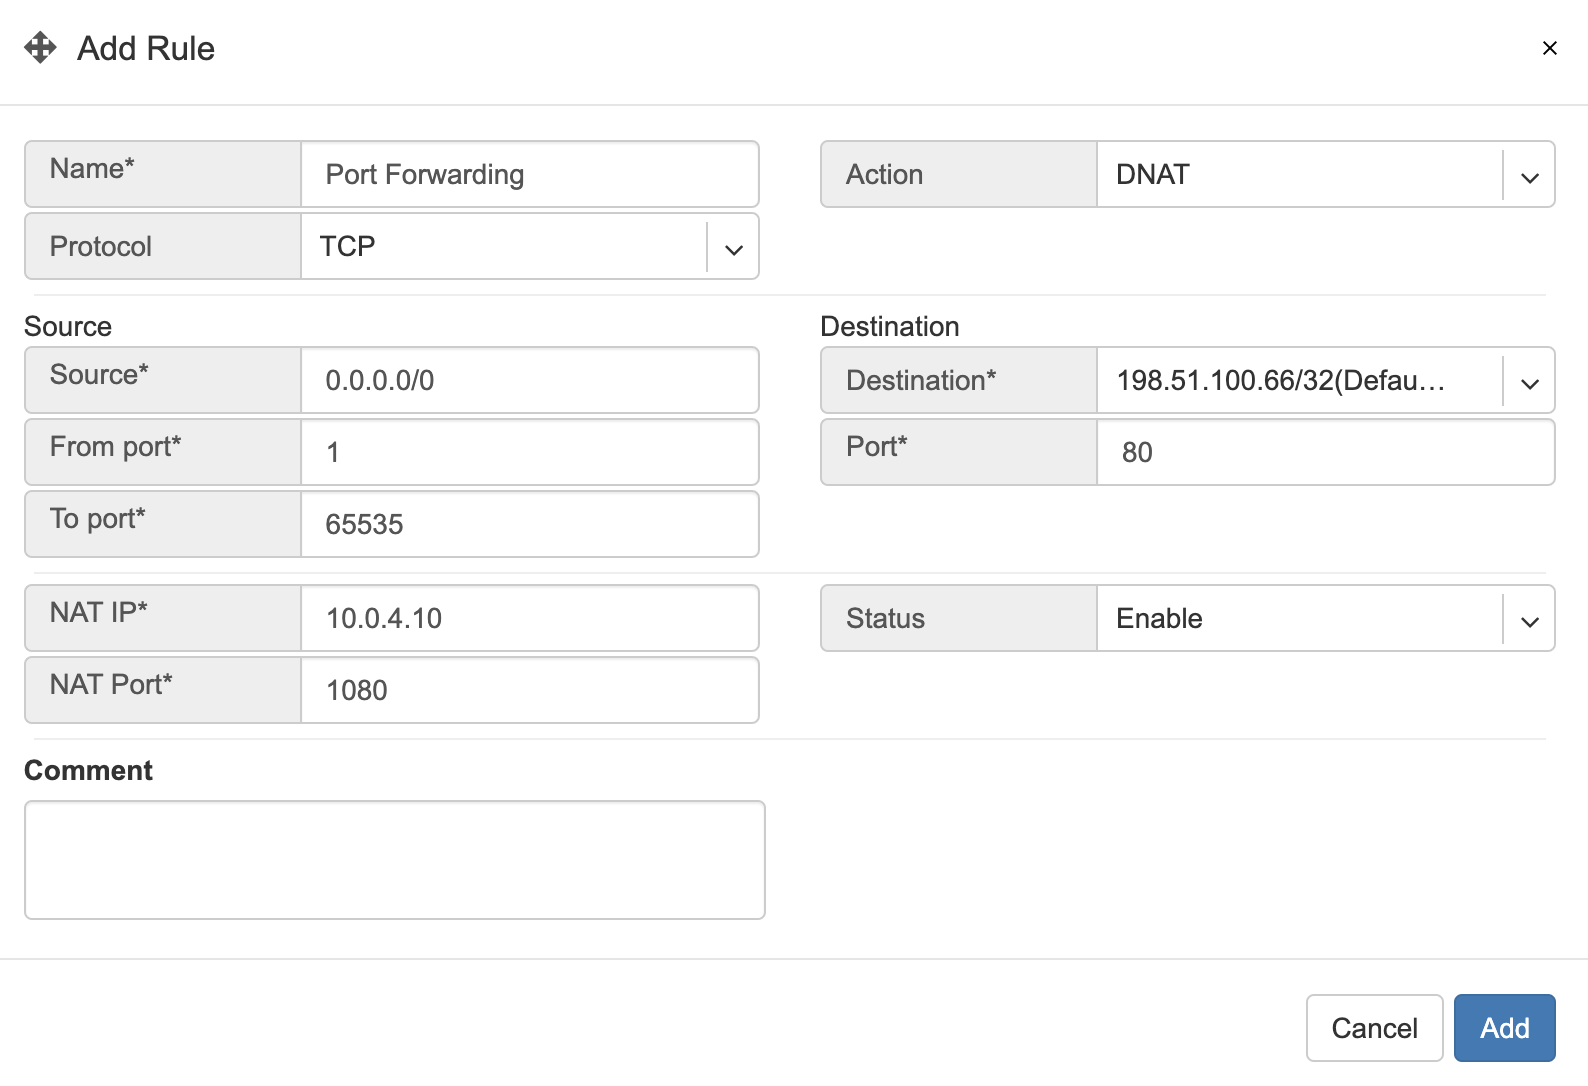 Add Rule
Name* Port Forwarding Action DNAT
Protocol TCP
Source Destination
Source* 0.0.0.0/0 Destination* 198.51.100.66/32(Defau...
From port* 1 Port* 80
To port* 65535
NAT IP* 10.0.4.10 Status Enable
NAT Port* 1080
Comment
Cancel Add